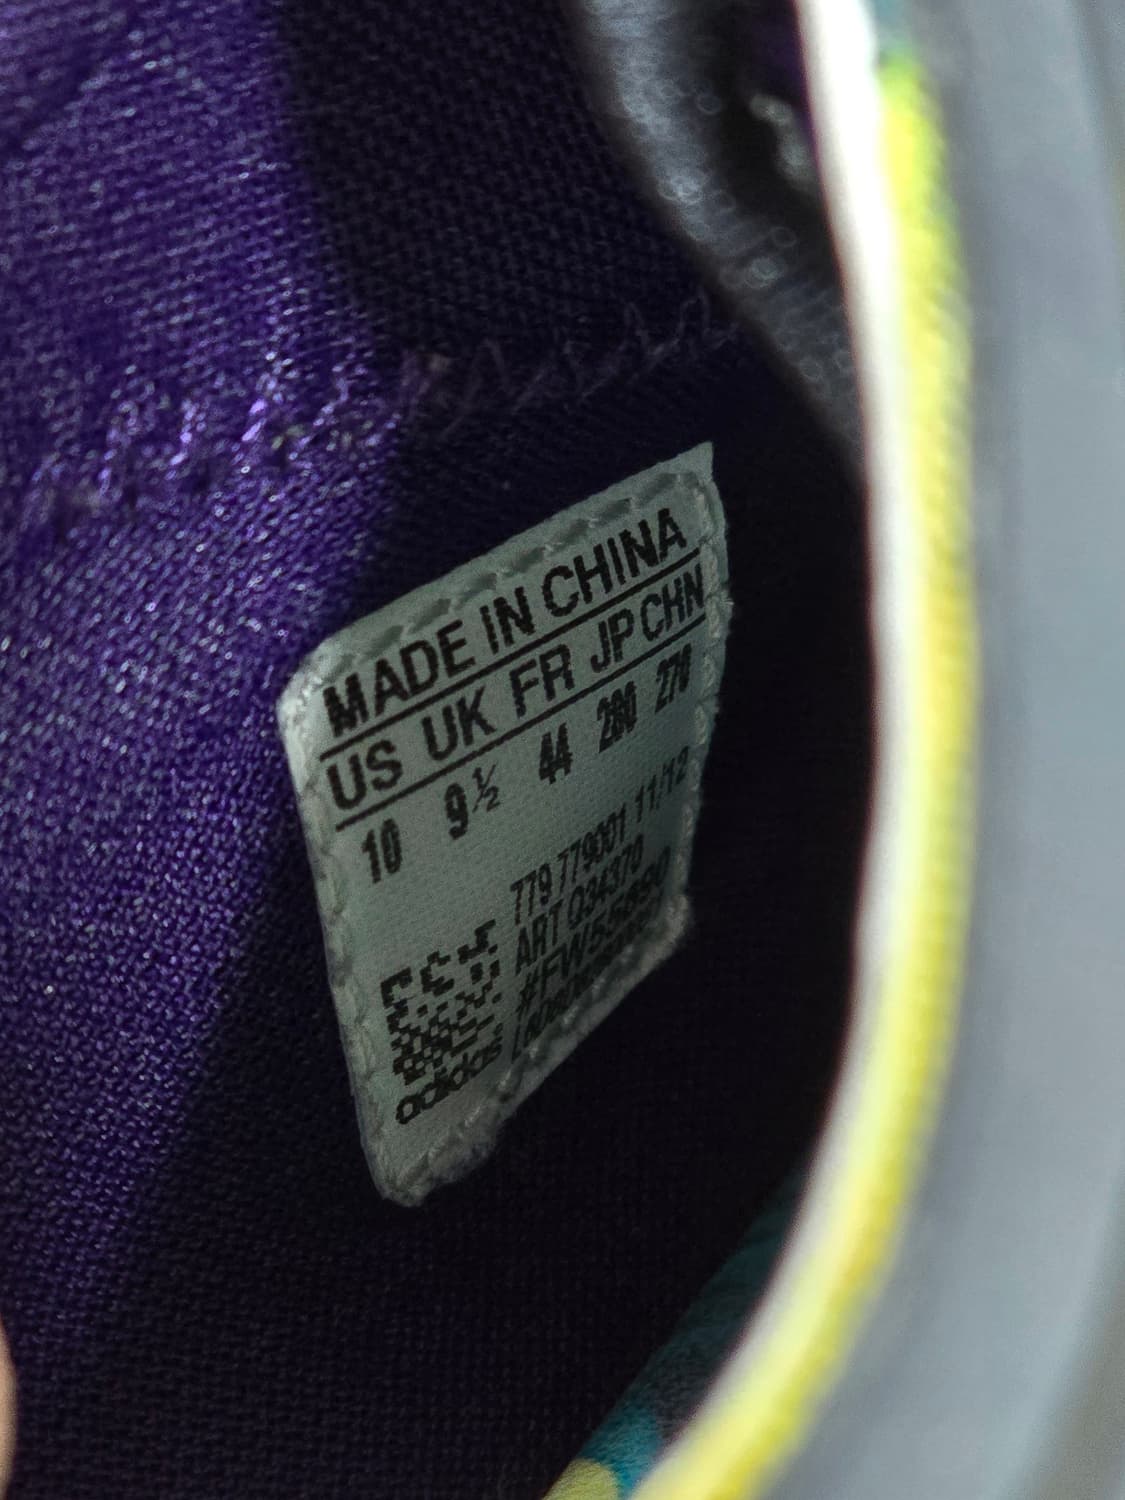 MADE IN CHINA
US UK FR JP CHN
10 9½ 44 280 270
779 779001 11/12
ART Q34370
adidas